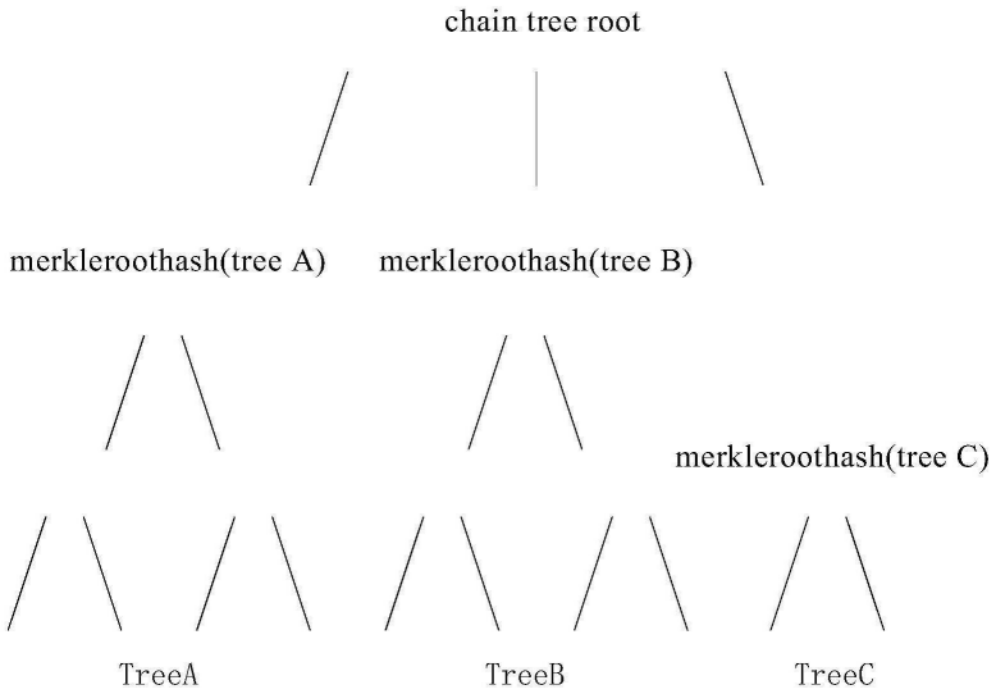 chain tree root
merkleroothash(tree A)
merkleroothash(tree B)
merkleroothash(tree C)
TreeA
TreeB
TreeC